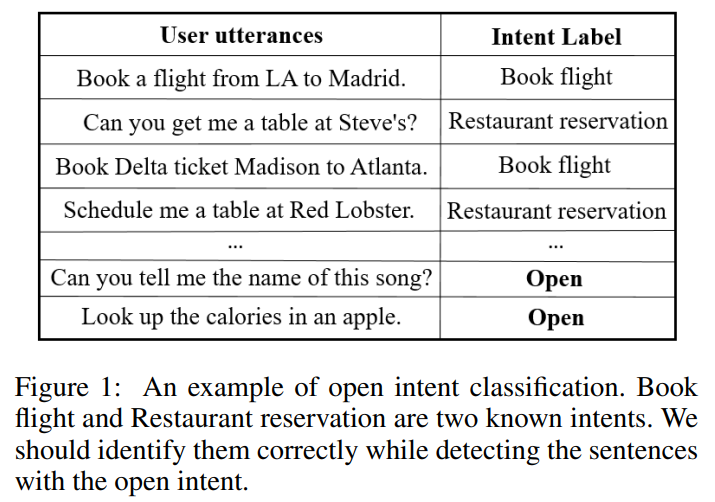 User utterances Intent Label
Book a flight from LA to Madrid. Book flight
Can you get me a table at Steve's? Restaurant reservation
Book Delta ticket Madison to Atlanta. Book flight
Schedule me a table at Red Lobster. Restaurant reservation
... ...
Can you tell me the name of this song? Open
Look up the calories in an apple. Open
Figure 1: An example of open intent classification. Book
flight and Restaurant reservation are two known intents. We
should identify them correctly while detecting the sentences
with the open intent.